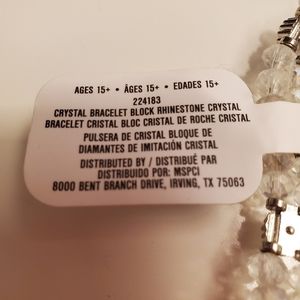 AGES 15+ • ÂGES 15+ • EDADES 15+
224183
CRYSTAL BRACELET BLOCK RHINESTONE CRYSTAL
BRACELET CRISTAL BLOC CRISTAL DE ROCHE CRISTAL
PULSERA DE CRISTAL BLOQUE DE
DIAMANTES DE IMITACIÓN CRISTAL
DISTRIBUTED BY / DISTRIBUÉ PAR
DISTRIBUIDO POR: MSPCI
8000 BENT BRANCH DRIVE, IRVING, TX 75063